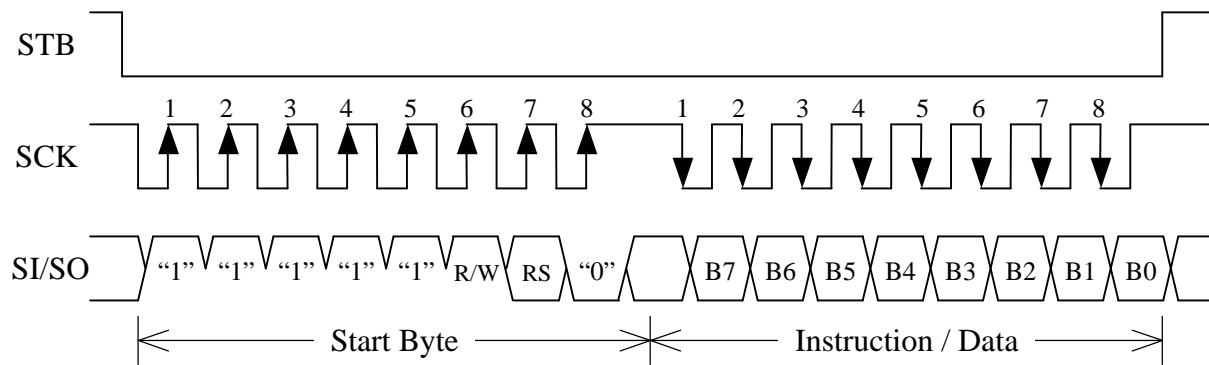 STB
1 2 3 4 5 6 7 8 1 2 3 4 5 6 7 8
SCK
SI/SO “1” “1” “1” “1” “1” R/W RS “0” B7 B6 B5 B4 B3 B2 B1 B0
Start Byte Instruction / Data